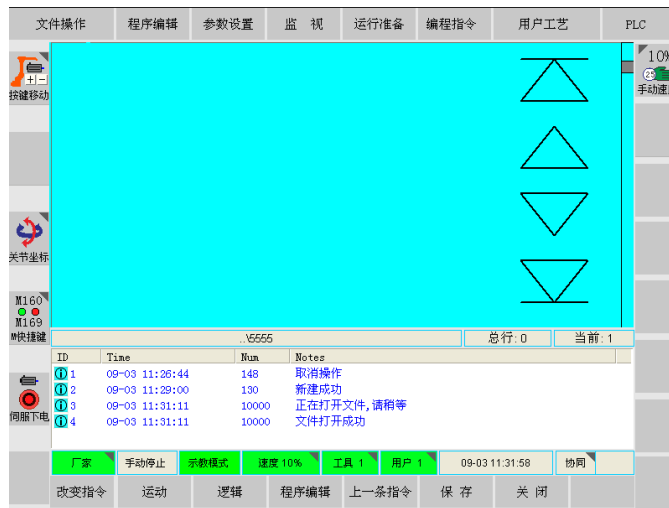 文件操作 程序编辑 参数设置 监 视 运行准备 编程指令 用户工艺 PLC
10%
25
按键移动
手动速
关节坐标
M160
M169
M快捷键
..\5555 总行: 0 当前: 1
ID Time Num Notes
1 09-03 11:26:44 148 取消操作
2 09-03 11:29:00 130 新建成功
3 09-03 11:31:11 10000 正在打开文件,请稍等
4 09-03 11:31:11 10000 文件打开成功
伺服下电
厂家 手动停止 示教模式 速度 10% 工具 1 用户 1 09-03 11:31:58 协同
改变指令 运动 逻辑 程序编辑 上一条指令 保 存 关 闭